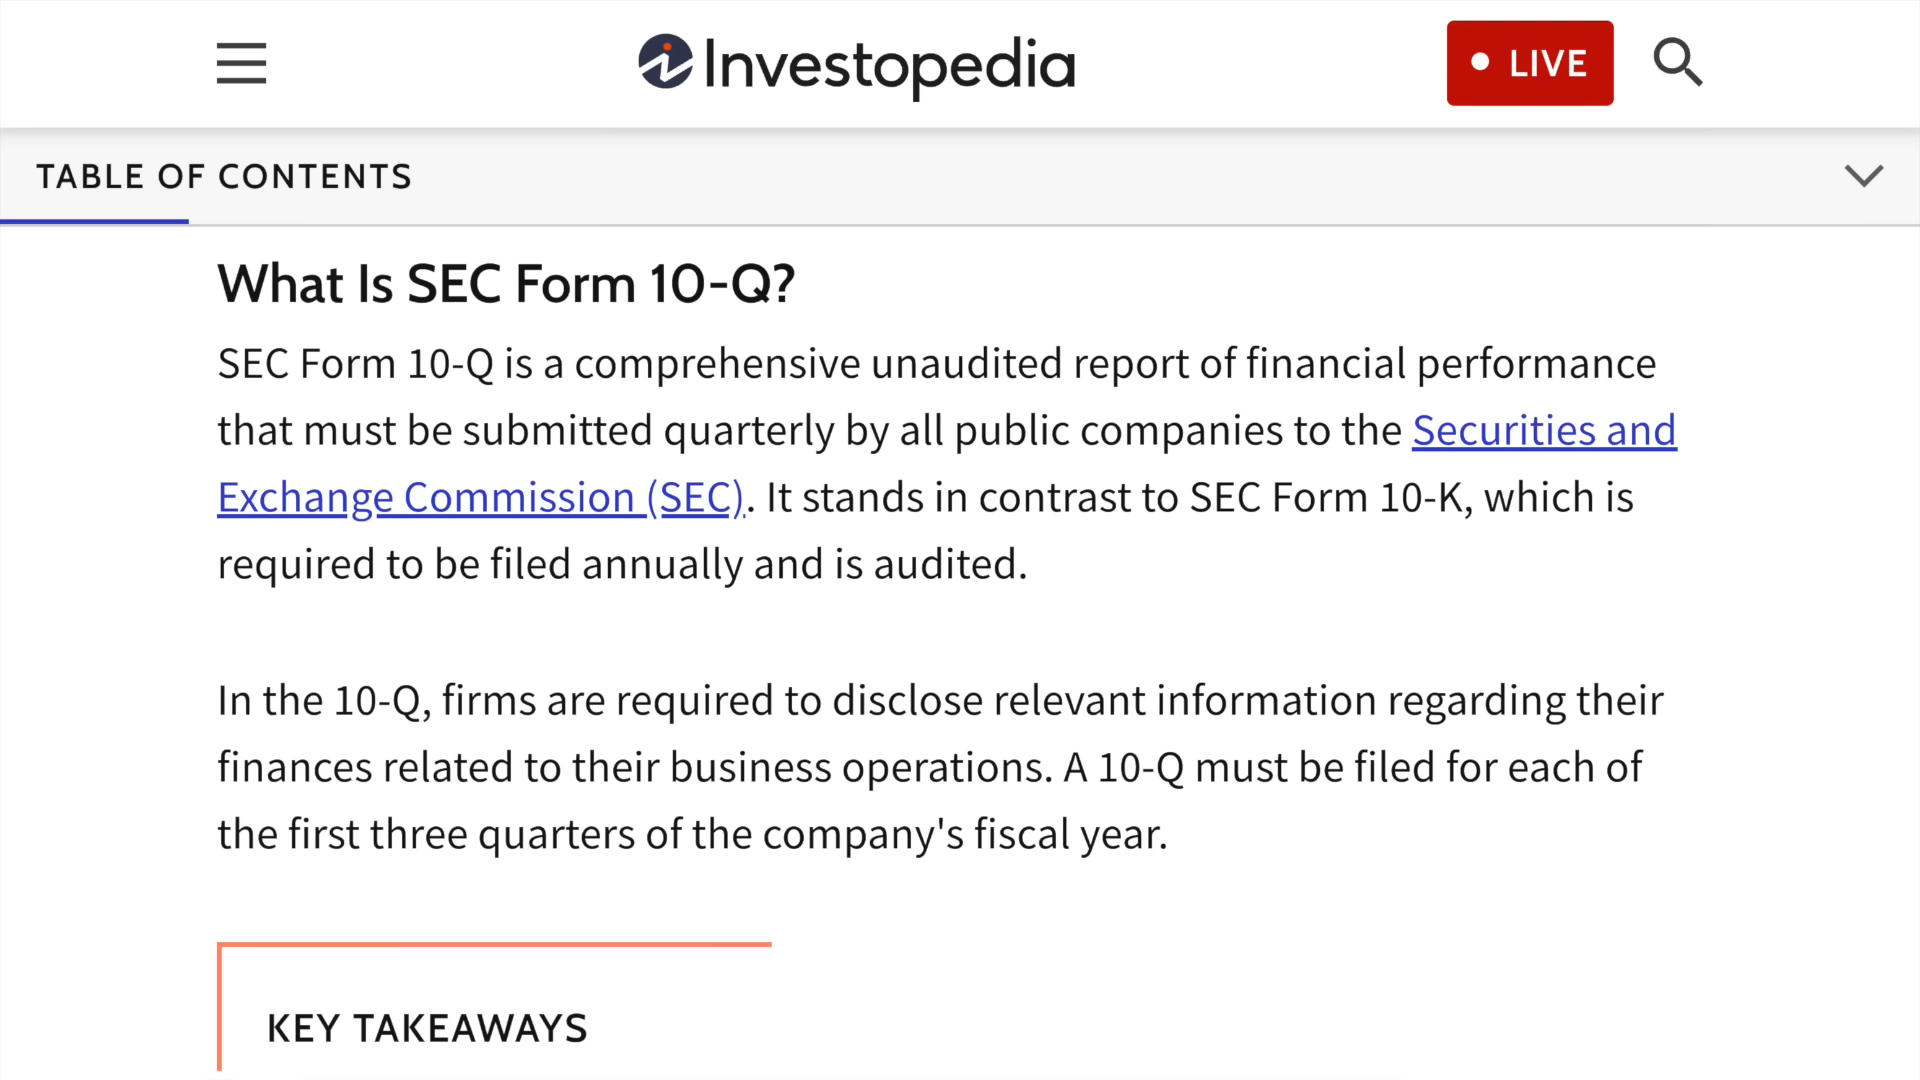 Investopedia
LIVE
TABLE OF CONTENTS
What Is SEC Form 10-Q?
SEC Form 10-Q is a comprehensive unaudited report of financial performance
that must be submitted quarterly by all public companies to the Securities and
Exchange Commission (SEC). It stands in contrast to SEC Form 10-K, which is
required to be filed annually and is audited.
In the 10-Q, firms are required to disclose relevant information regarding their
finances related to their business operations. A 10-Q must be filed for each of
the first three quarters of the company's fiscal year.
KEY TAKEAWAYS